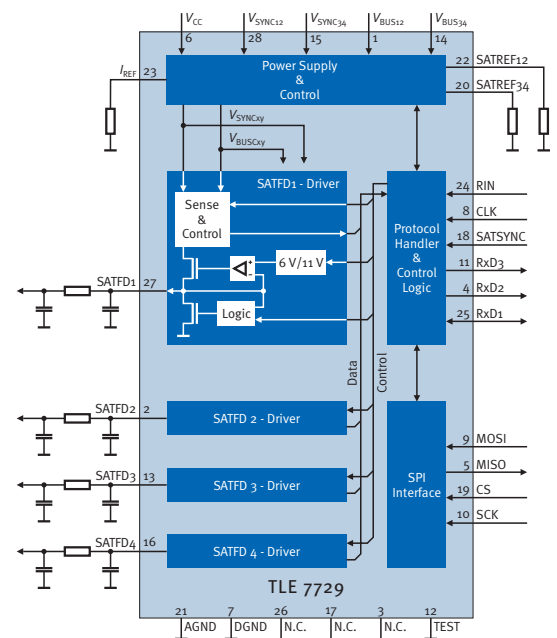 VCC VSYNC12 VSYNC34 VBUS12 VBUS34
6 28 15 1 14
IREF 23
Power Supply
&
Control
22 SATREF12
20 SATREF34
VSYNCxy
VBUSCxy
SATFD1 - Driver
Sense
&
Control
+
-
6 V/11 V
Logic
SATFD1 27
Protocol
Handler
&
Control
Logic
24 RIN
8 CLK
18 SATSYNC
11 RxD3
4 RxD2
25 RxD1
Data
Control
SATFD2 2
SATFD 2 - Driver
SATFD3 13
SATFD 3 - Driver
SATFD4 16
SATFD 4 - Driver
SPI
Interface
9 MOSI
5 MISO
19 CS
10 SCK
TLE 7729
21 7 26 17 3 12
AGND DGND N.C. N.C. N.C. TEST